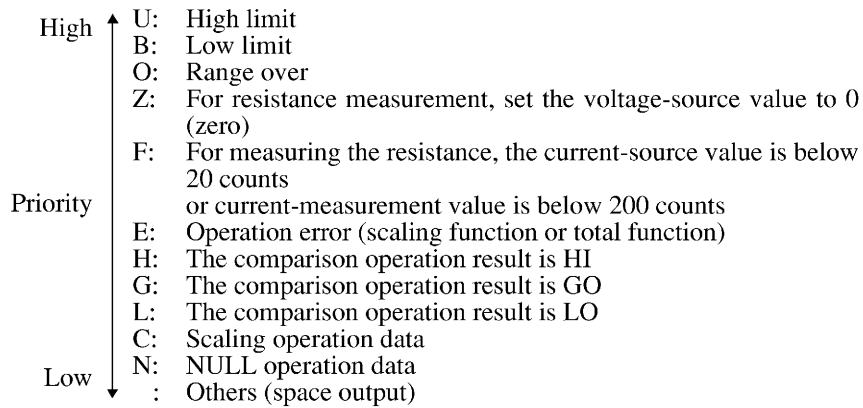 High
U: High limit
B: Low limit
O: Range over
Z: For resistance measurement, set the voltage-source value to 0
(zero)
F: For measuring the resistance, the current-source value is below
20 counts
Priority
or current-measurement value is below 200 counts
E: Operation error (scaling function or total function)
H: The comparison operation result is HI
G: The comparison operation result is GO
L: The comparison operation result is LO
C: Scaling operation data
N: NULL operation data
Low
: Others (space output)